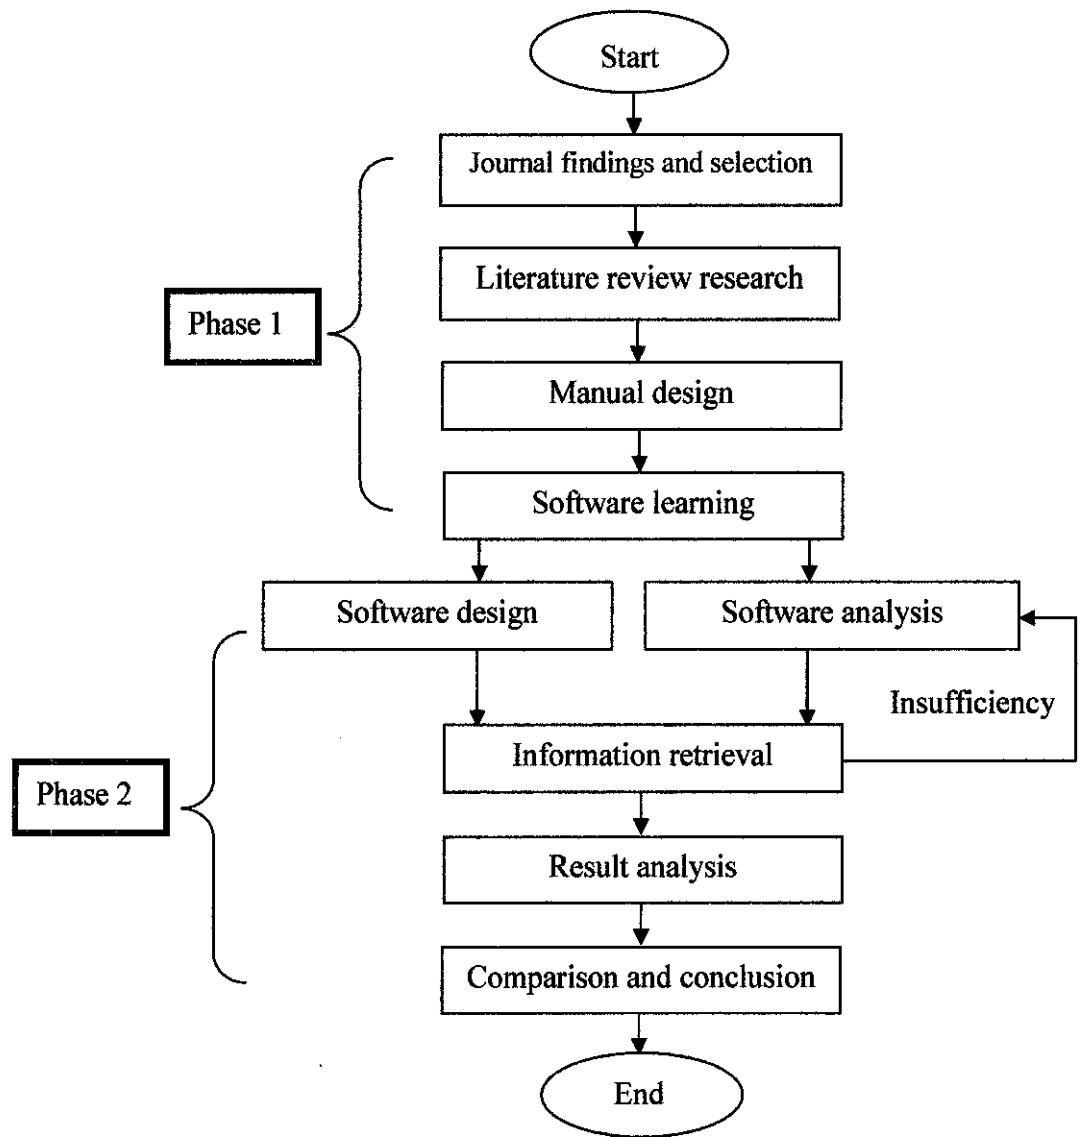 Start
Journal findings and selection
Literature review research
Phase 1
Manual design
Software learning
Software design
Software analysis
Insufficiency
Information retrieval
Phase 2
Result analysis
Comparison and conclusion
End